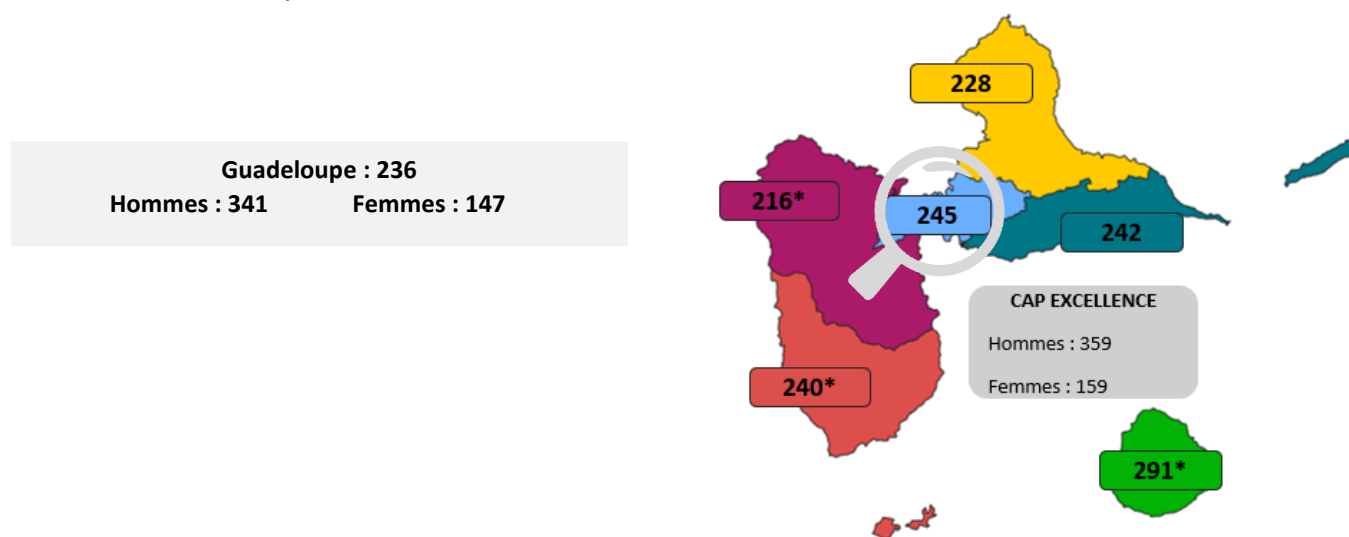 Guadeloupe : 236
Hommes : 341 Femmes : 147
228
216*
245
242
CAP EXCELLENCE
Hommes : 359
Femmes : 159
240*
291*